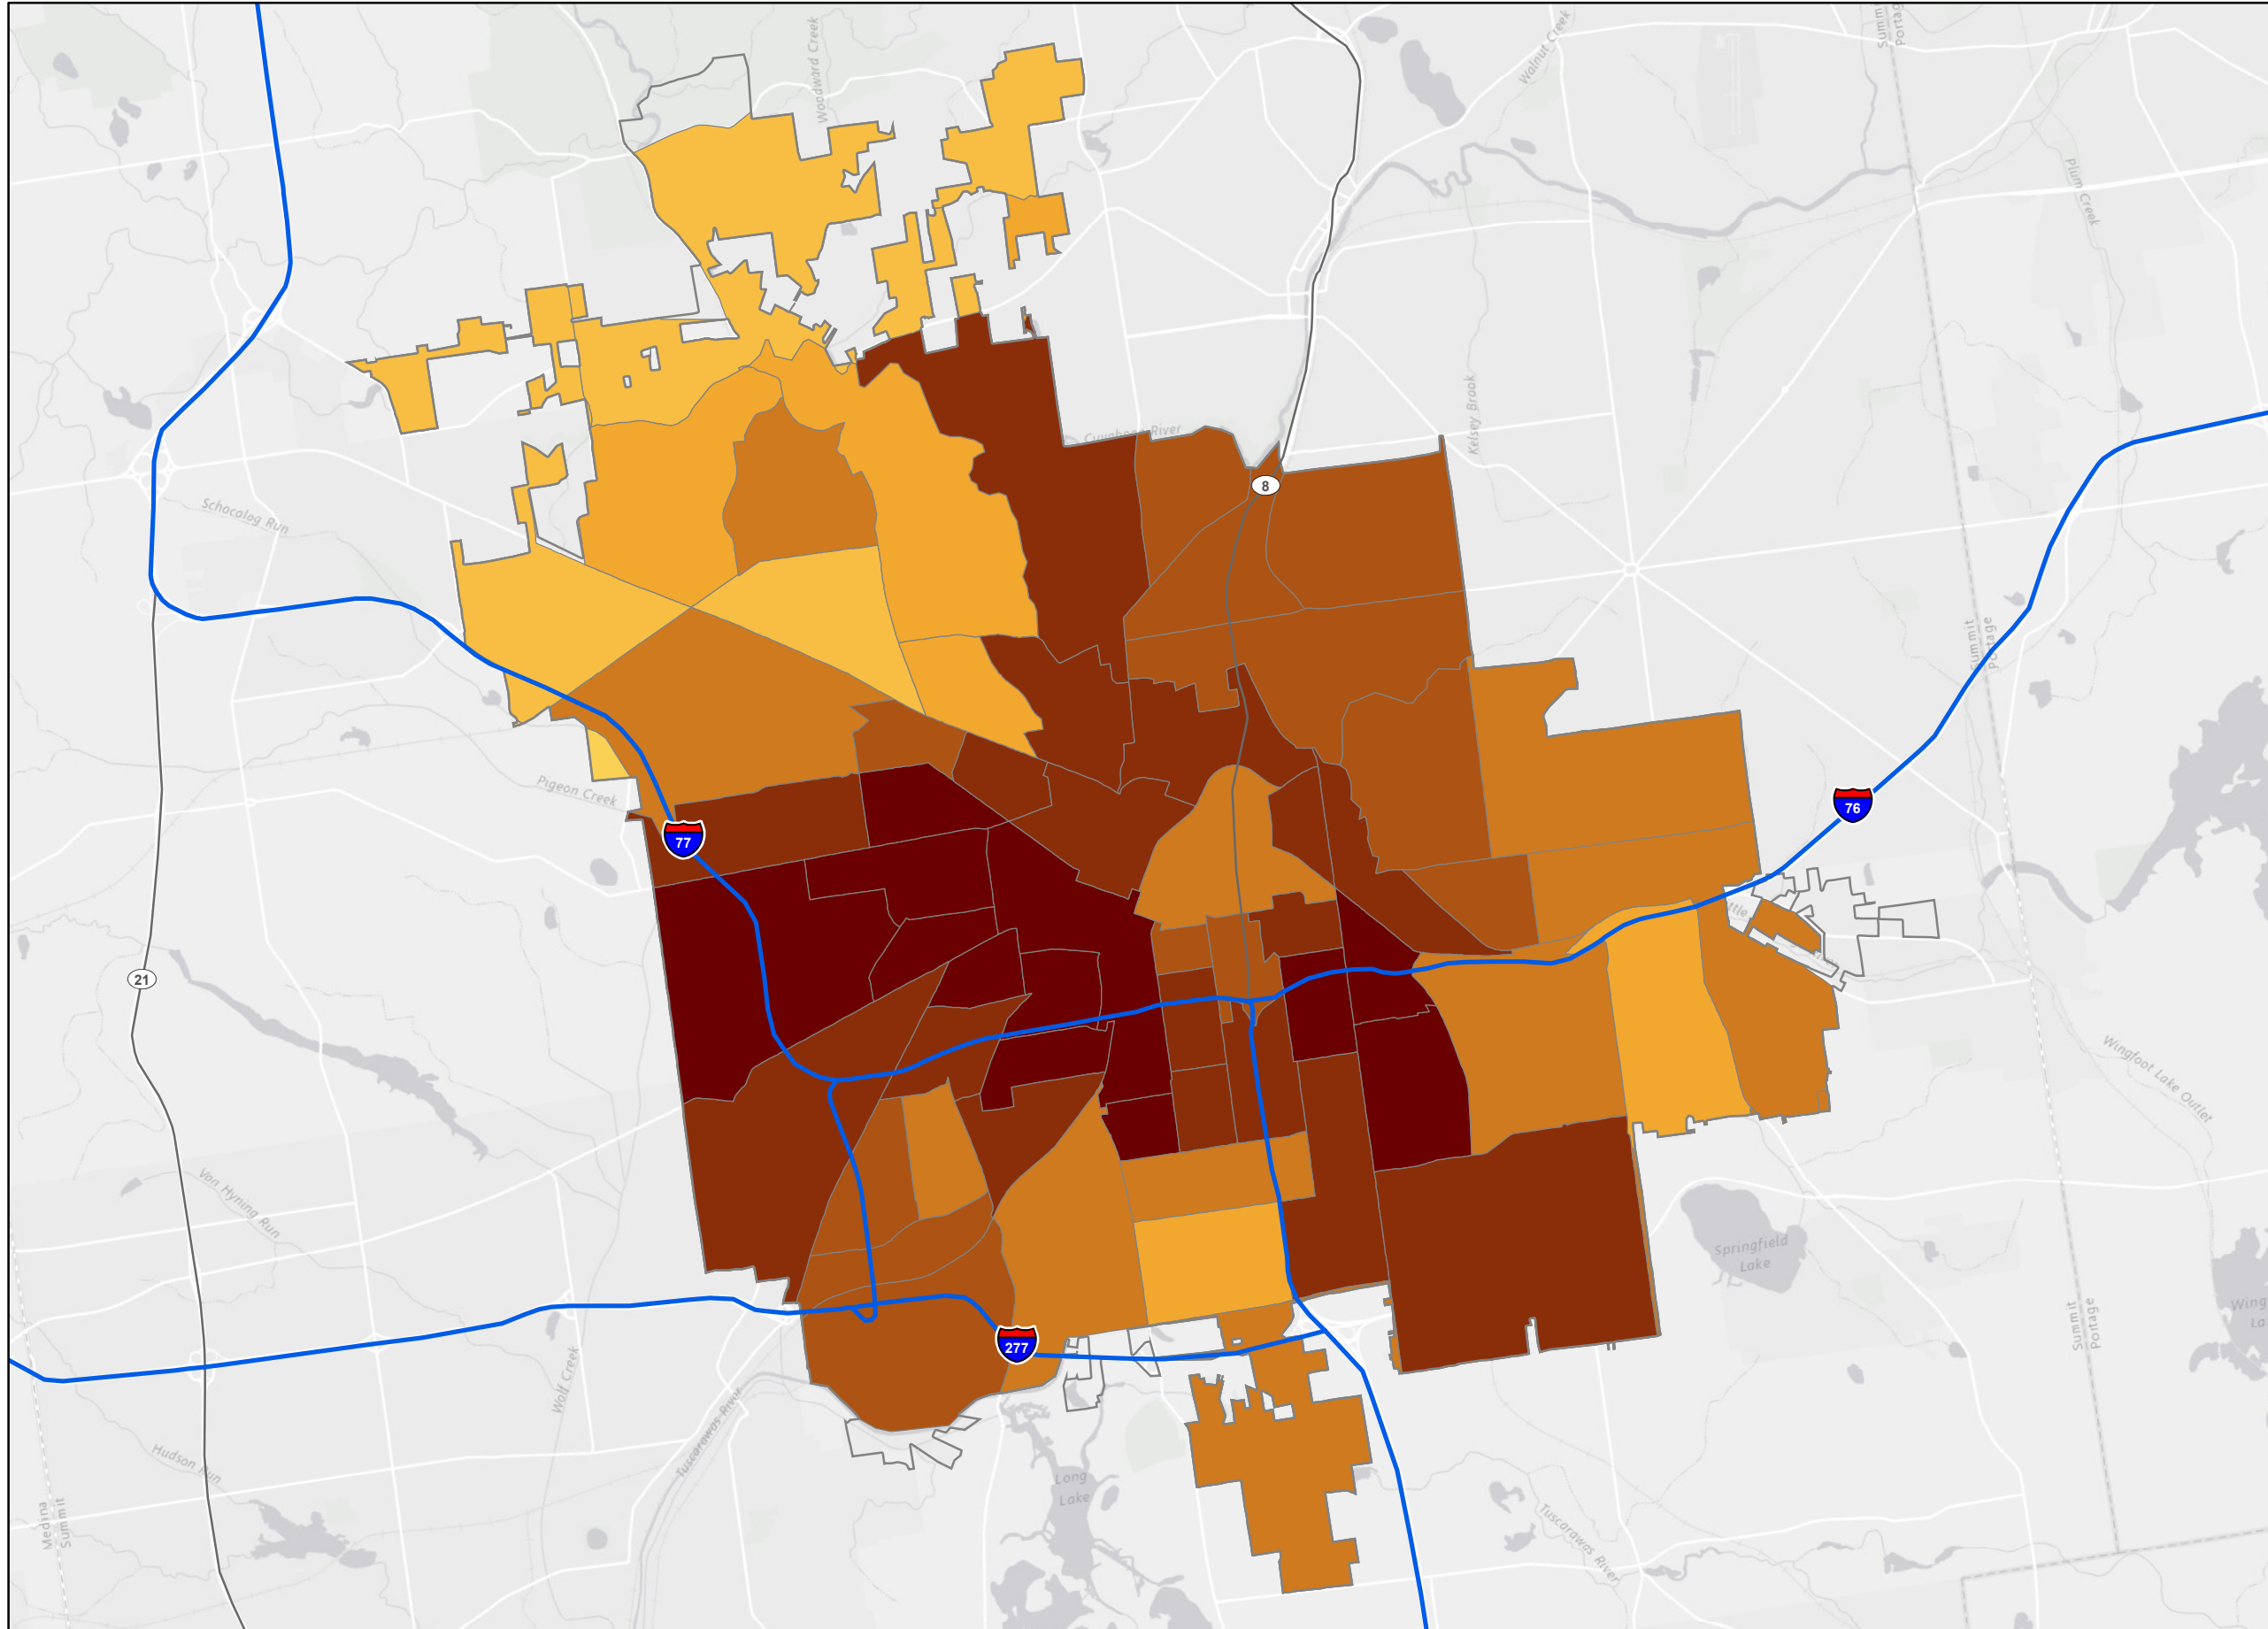 Woodward Creek
Walnut Creek
Summit
Portage
Plum Creek
Kelsey Brook
Cuyahoga River
8
Schocalog Run
Summit
Portage
Pigeon Creek
76
77
21
Wingfoot Lake Outlet
Van Hyning Run
Springfield
Lake
Summit
Portage
277
Wolf Creek
Tuscarawas River
Hudson Run
Long
Lake
Medina
Summit
Tuscarawas River